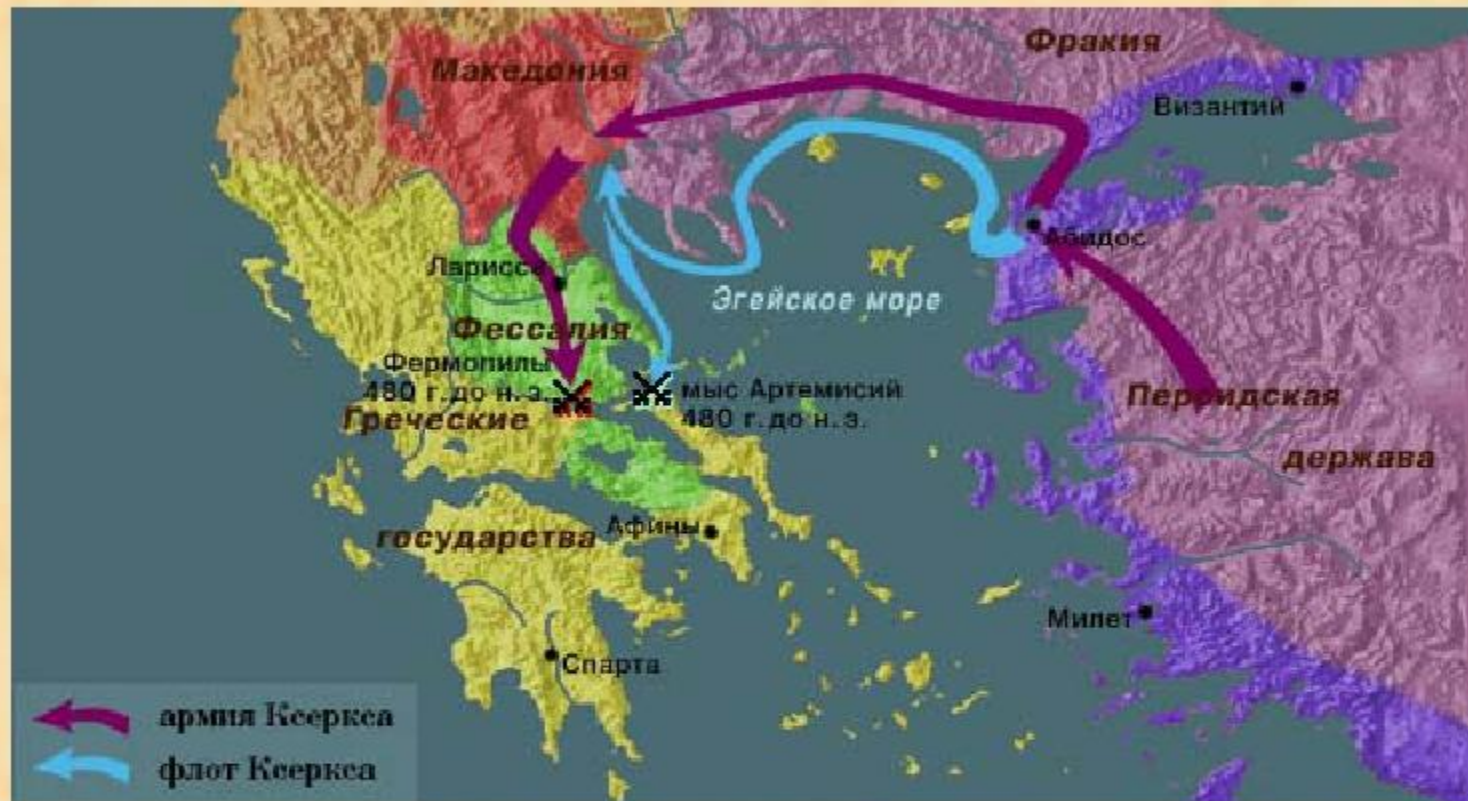 Фракия
Македония
Византий
Абидос
Ларисса
Эгейское море
Фессалия
Фермопилы
480 г. до н. э.
мыс Артемисий
480 г. до н. э.
Греческие
Персидская
держава
государства
Афины
Милет
Спарта
армия Ксеркса
флот Ксеркса